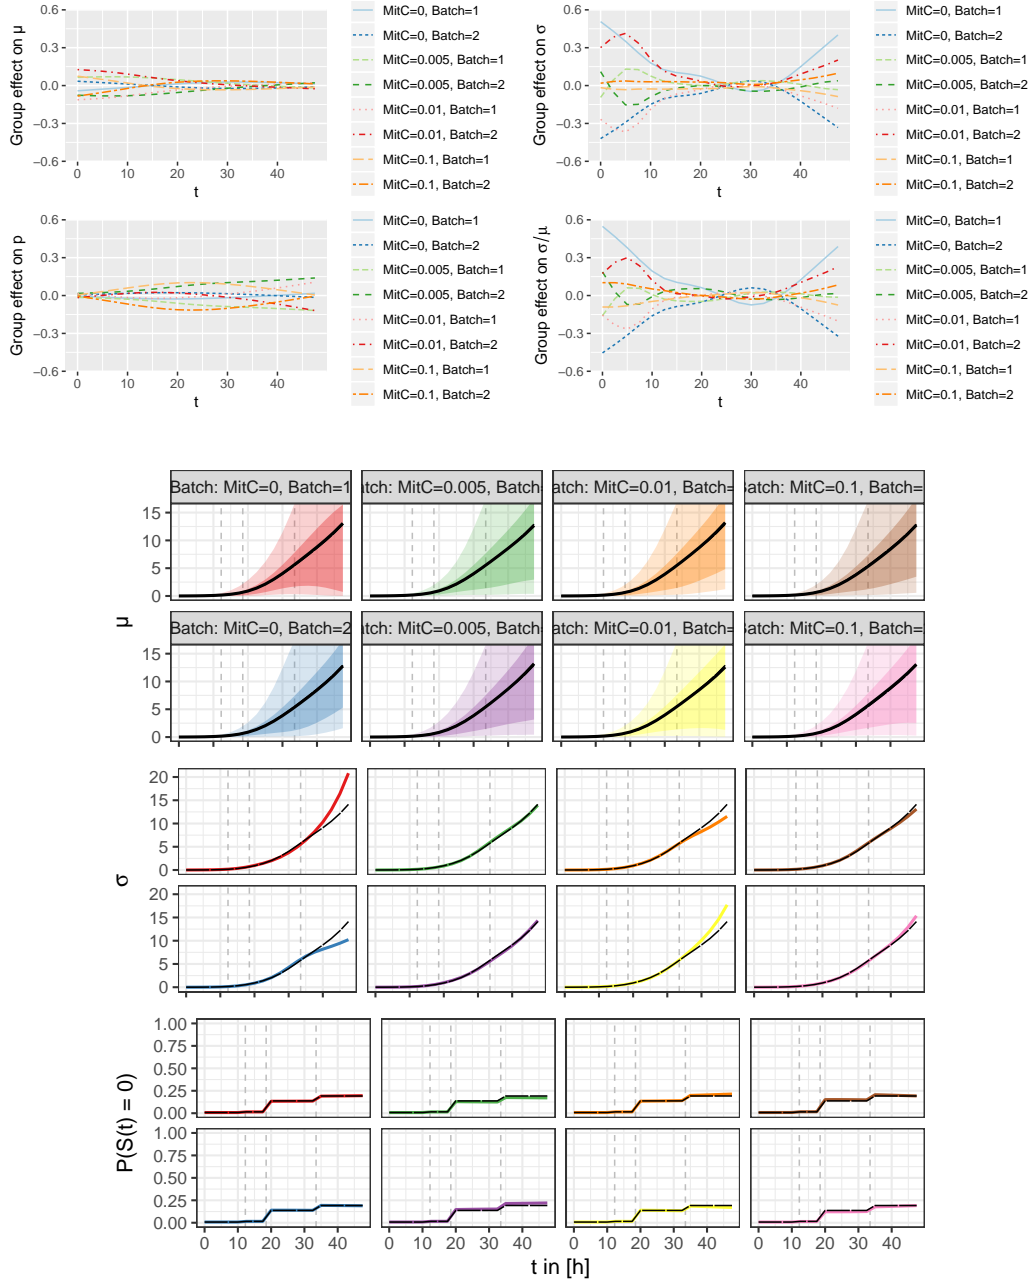 Group effect on μ
0.6
0.3
0.0
−0.3
−0.6
0 10 20 30 40
t
MitC=0, Batch=1
MitC=0, Batch=2
MitC=0.005, Batch=1
MitC=0.005, Batch=2
MitC=0.01, Batch=1
MitC=0.01, Batch=2
MitC=0.1, Batch=1
MitC=0.1, Batch=2
Group effect on σ
0.6
0.3
0.0
−0.3
−0.6
0 10 20 30 40
t
MitC=0, Batch=1
MitC=0, Batch=2
MitC=0.005, Batch=1
MitC=0.005, Batch=2
MitC=0.01, Batch=1
MitC=0.01, Batch=2
MitC=0.1, Batch=1
MitC=0.1, Batch=2
Group effect on p
0.6
0.3
0.0
−0.3
−0.6
0 10 20 30 40
t
MitC=0, Batch=1
MitC=0, Batch=2
MitC=0.005, Batch=1
MitC=0.005, Batch=2
MitC=0.01, Batch=1
MitC=0.01, Batch=2
MitC=0.1, Batch=1
MitC=0.1, Batch=2
Group effect on σ/μ
0.6
0.3
0.0
−0.3
−0.6
0 10 20 30 40
t
MitC=0, Batch=1
MitC=0, Batch=2
MitC=0.005, Batch=1
MitC=0.005, Batch=2
MitC=0.01, Batch=1
MitC=0.01, Batch=2
MitC=0.1, Batch=1
MitC=0.1, Batch=2
Batch: MitC=0, Batch=1
atch: MitC=0.005, Batch=
atch: MitC=0.01, Batch=
Batch: MitC=0.1, Batch=
15
10
5
0
μ
Batch: MitC=0, Batch=2
atch: MitC=0.005, Batch=
atch: MitC=0.01, Batch=
Batch: MitC=0.1, Batch=
15
10
5
0
20
15
10
5
0
σ
20
15
10
5
0
1.00
0.75
0.50
0.25
0.00
P(S(t) = 0)
1.00
0.75
0.50
0.25
0.00
0 10 20 30 40 0 10 20 30 40 0 10 20 30 40 0 10 20 30 40
t in [h]